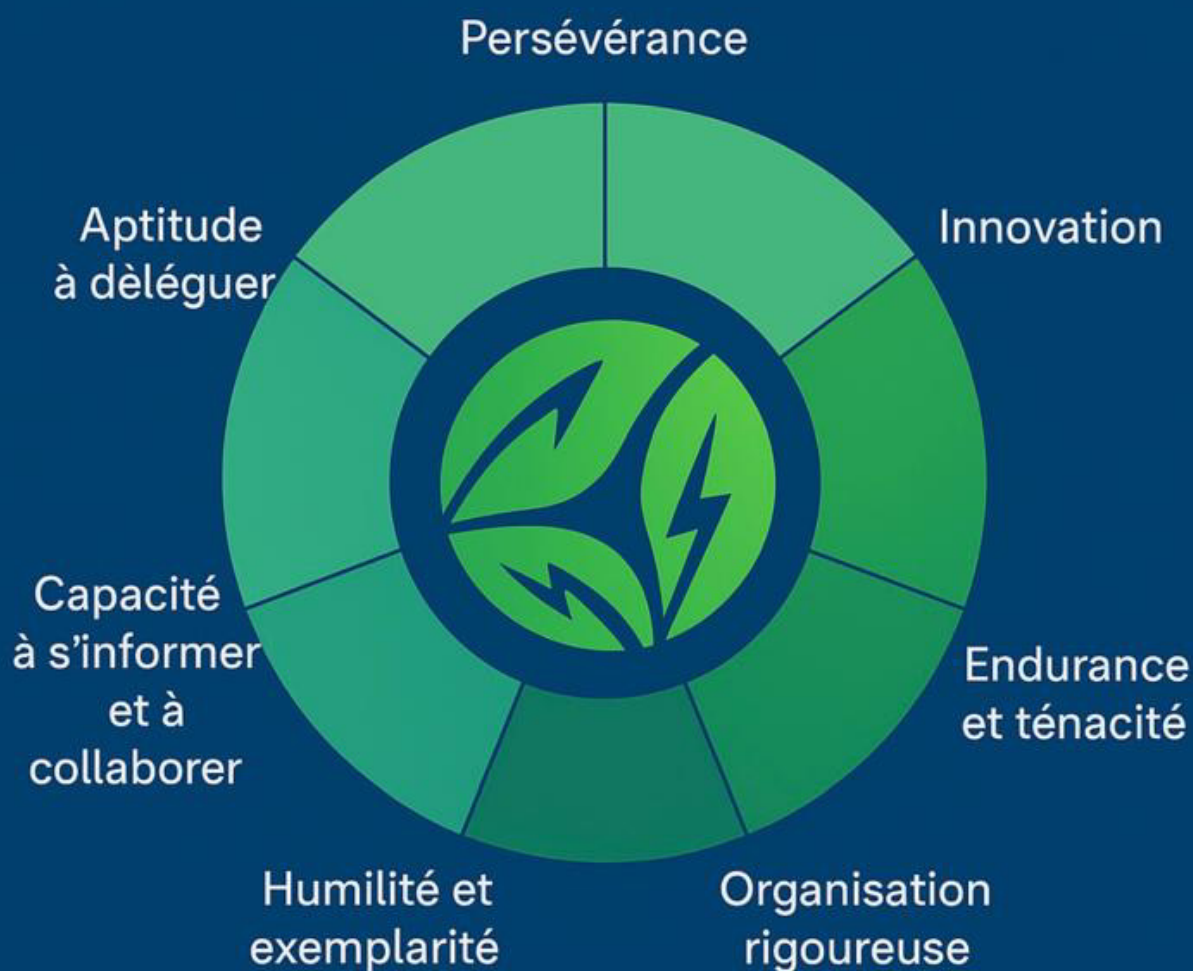 Persévérance
Innovation
Endurance
et ténacité
Organisation
rigoureuse
Humilité et
exemplarité
Capacité
à s'informer
et à
collaborer
Aptitude
à dèléguer